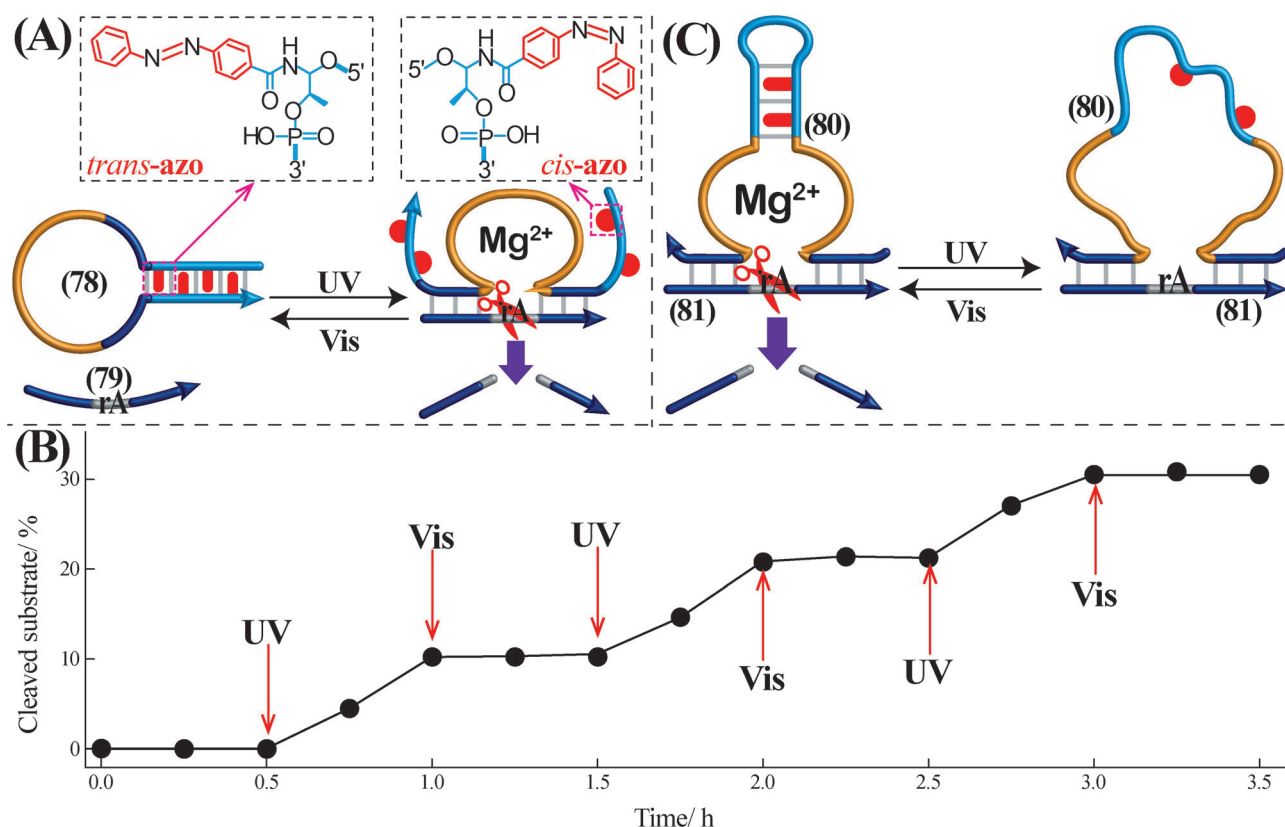 (A)
N
N
H
N
O
5'
O
O
HO
P
O
3'
trans-azo
5'
O
H
N
N
N
O
O
O
P
OH
3'
cis-azo
(78)
(79)
rA
UV
Vis
Mg2+
rA
(C)
(80)
Mg2+
rA
(81)
UV
Vis
(80)
rA
(81)
(B)
Cleaved substrate/ %
30
20
10
0
UV
Vis
UV
Vis
UV
Vis
0.0 0.5 1.0 1.5 2.0 2.5 3.0 3.5
Time/ h